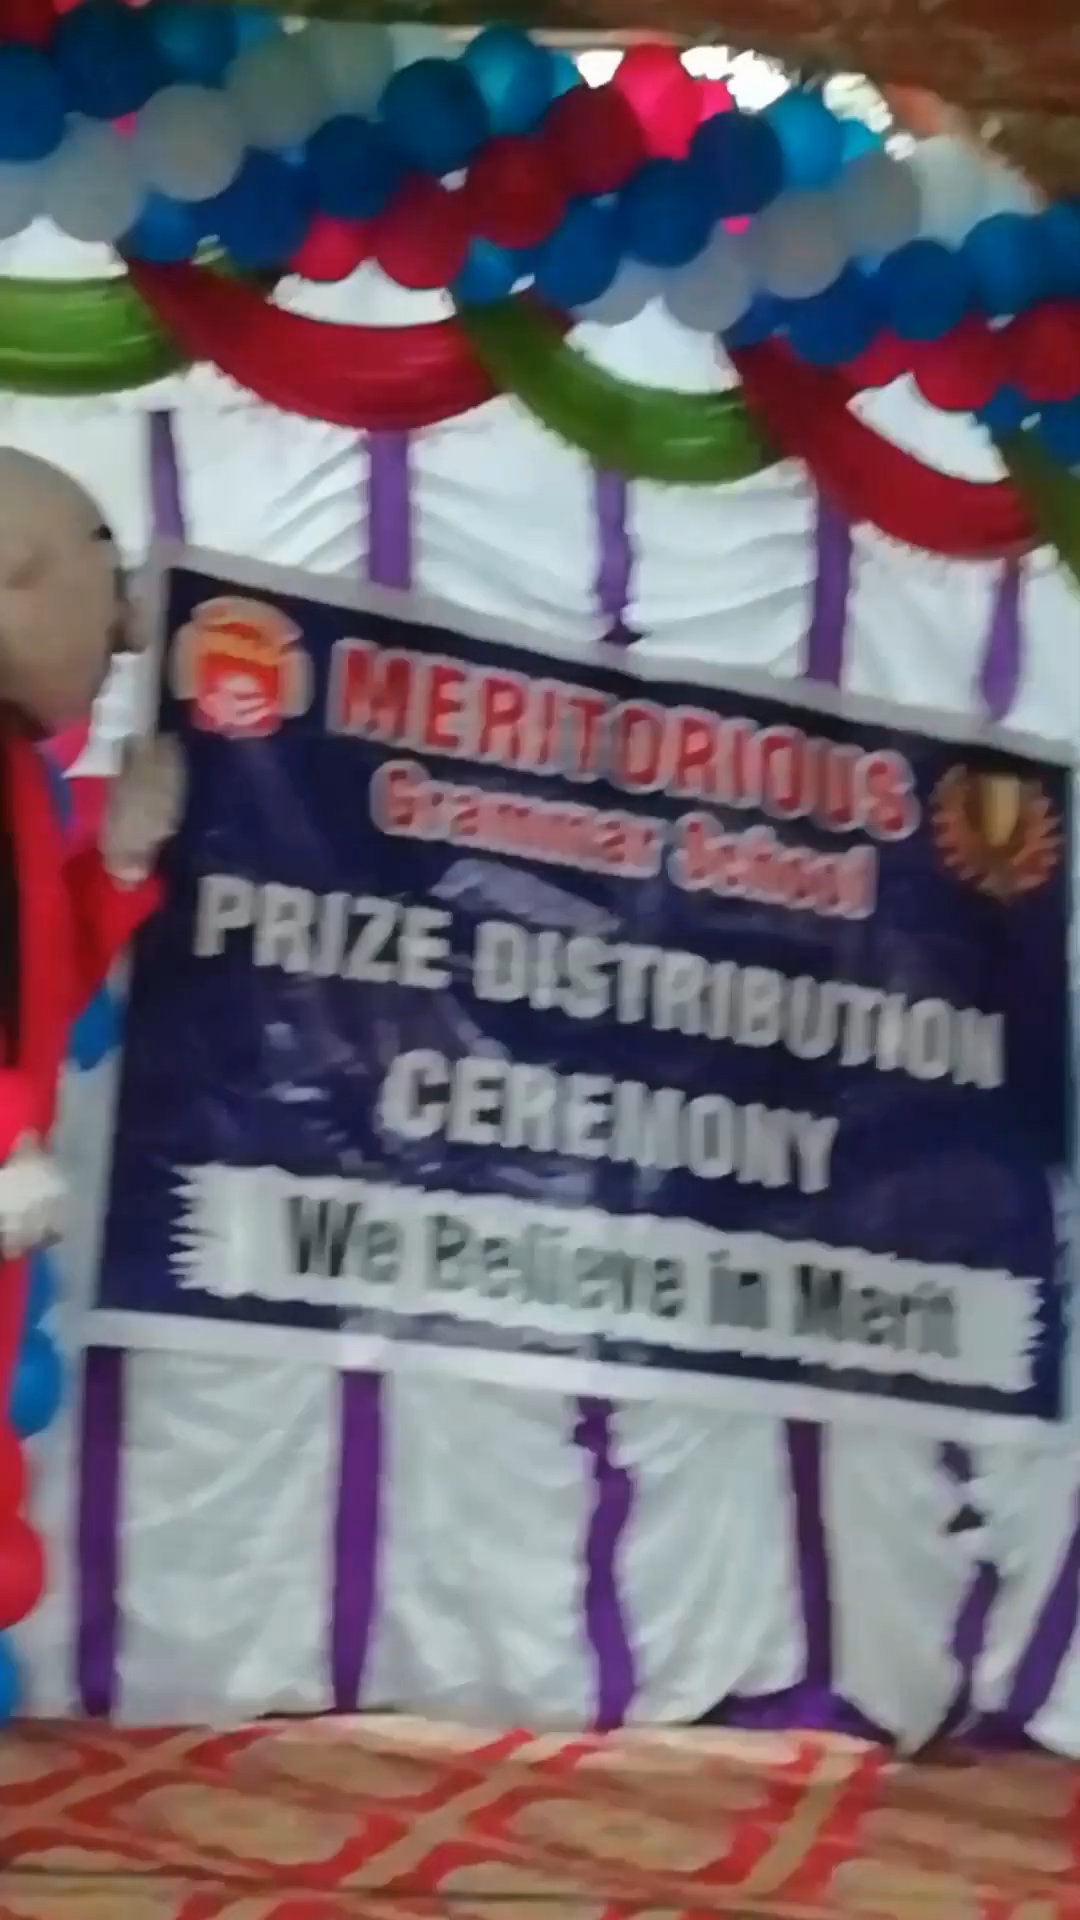 MERITORIOUS
Grammar School
PRIZE DISTRIBUTION
CEREMONY
We Believe in Merit